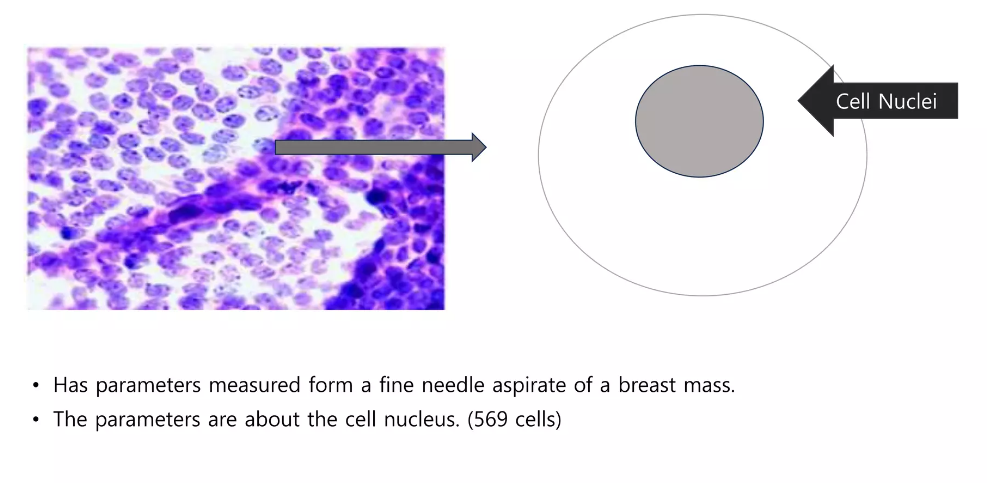 Cell Nuclei
• Has parameters measured form a fine needle aspirate of a breast mass.
• The parameters are about the cell nucleus. (569 cells)